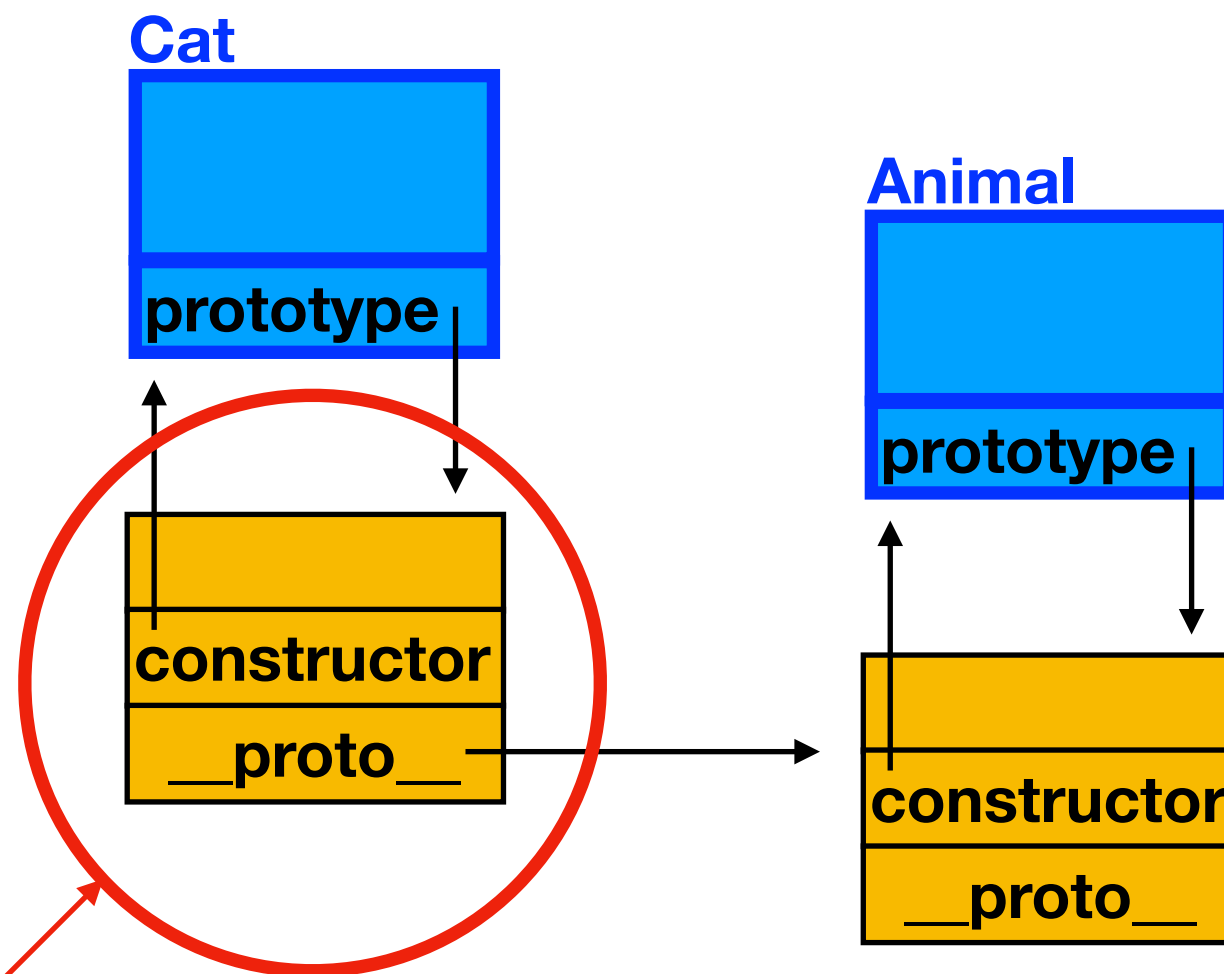 Cat
prototype
constructor
__proto__
Animal
prototype
constructor
__proto__